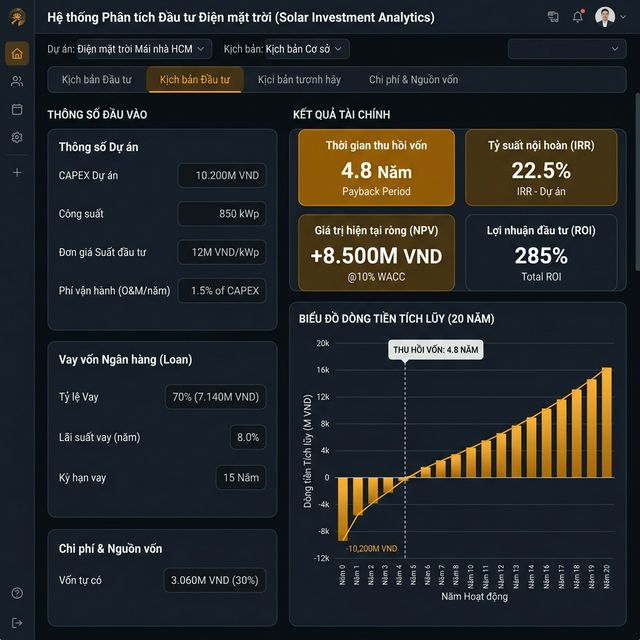 Hệ thống Phân tích Đầu tư Điện mặt trời (Solar Investment Analytics)
Dự án: Điện mặt trời Mái nhà HCM
Kịch bản: Kịch bản Cơ sở
Kịch bản Đầu tư
Kịch bản Đầu tư
Kịci bản tươnh hãy
Chi phí & Nguồn vốn
THÔNG SỐ ĐẦU VÀO
Thông số Dự án
CAPEX Dự án
10.200M VND
Công suất
850 kWp
Đơn giá Suất đầu tư
12M VND/kWp
Phí vận hành (O&M/năm)
1.5% of CAPEX
Vay vốn Ngân hàng (Loan)
Tỷ lệ Vay
70% (7.140M VND)
Lãi suất vay (năm)
8.0%
Kỳ hạn vay
15 Năm
Chi phí & Nguồn vốn
Vốn tự có
3.060M VND (30%)
KẾT QUẢ TÀI CHÍNH
Thời gian thu hồi vốn
4.8 Năm
Payback Period
Tỷ suất nội hoàn (IRR)
22.5%
IRR - Dự án
Giá trị hiện tại ròng (NPV)
+8.500M VND
@10% WACC
Lợi nhuận đầu tư (ROI)
285%
Total ROI
BIỂU ĐỒ DÒNG TIỀN TÍCH LŨY (20 NĂM)
THU HỒI VỐN: 4.8 NĂM
Dòng tiền Tích lũy (M VND)
20k
16k
12k
8k
4k
0
-4k
-8k
-12k
-10,200M VND
Năm 0
Năm 1
Năm 2
Năm 3
Năm 4
Năm 5
Năm 6
Năm 7
Năm 8
Năm 10
Năm 11
Năm 12
Năm 13
Năm 14
Năm 15
Năm 16
Năm 17
Năm 18
Năm 19
Năm 20
Năm Hoạt động